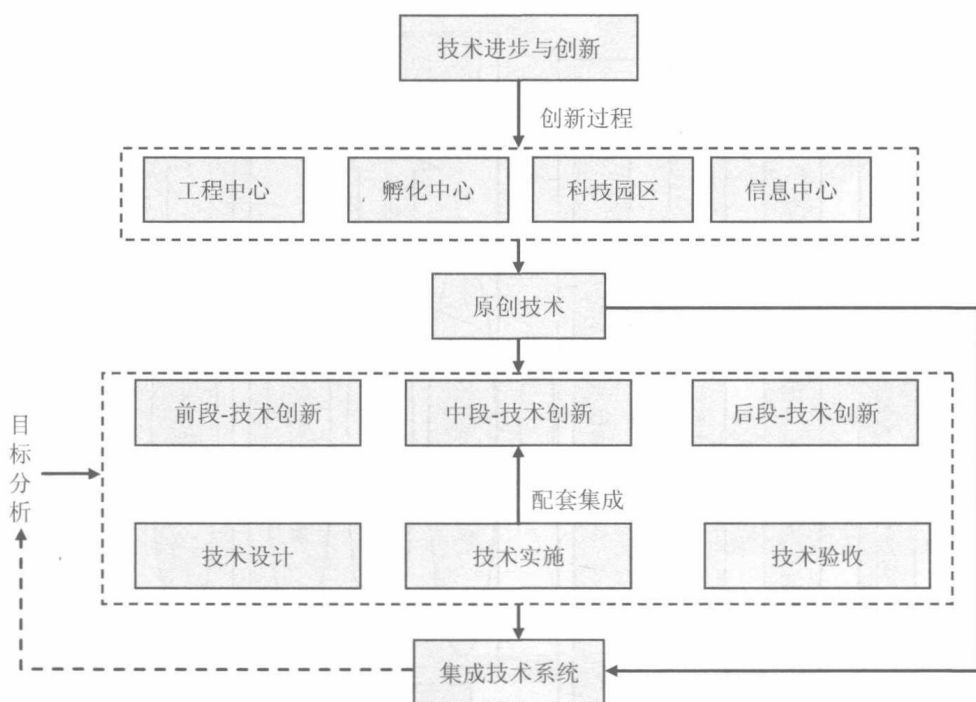 技术进步与创新
创新过程
工程中心
孵化中心
科技园区
信息中心
原创技术
前段-技术创新
中段-技术创新
后段-技术创新
目标分析
配套集成
技术设计
技术实施
技术验收
集成技术系统